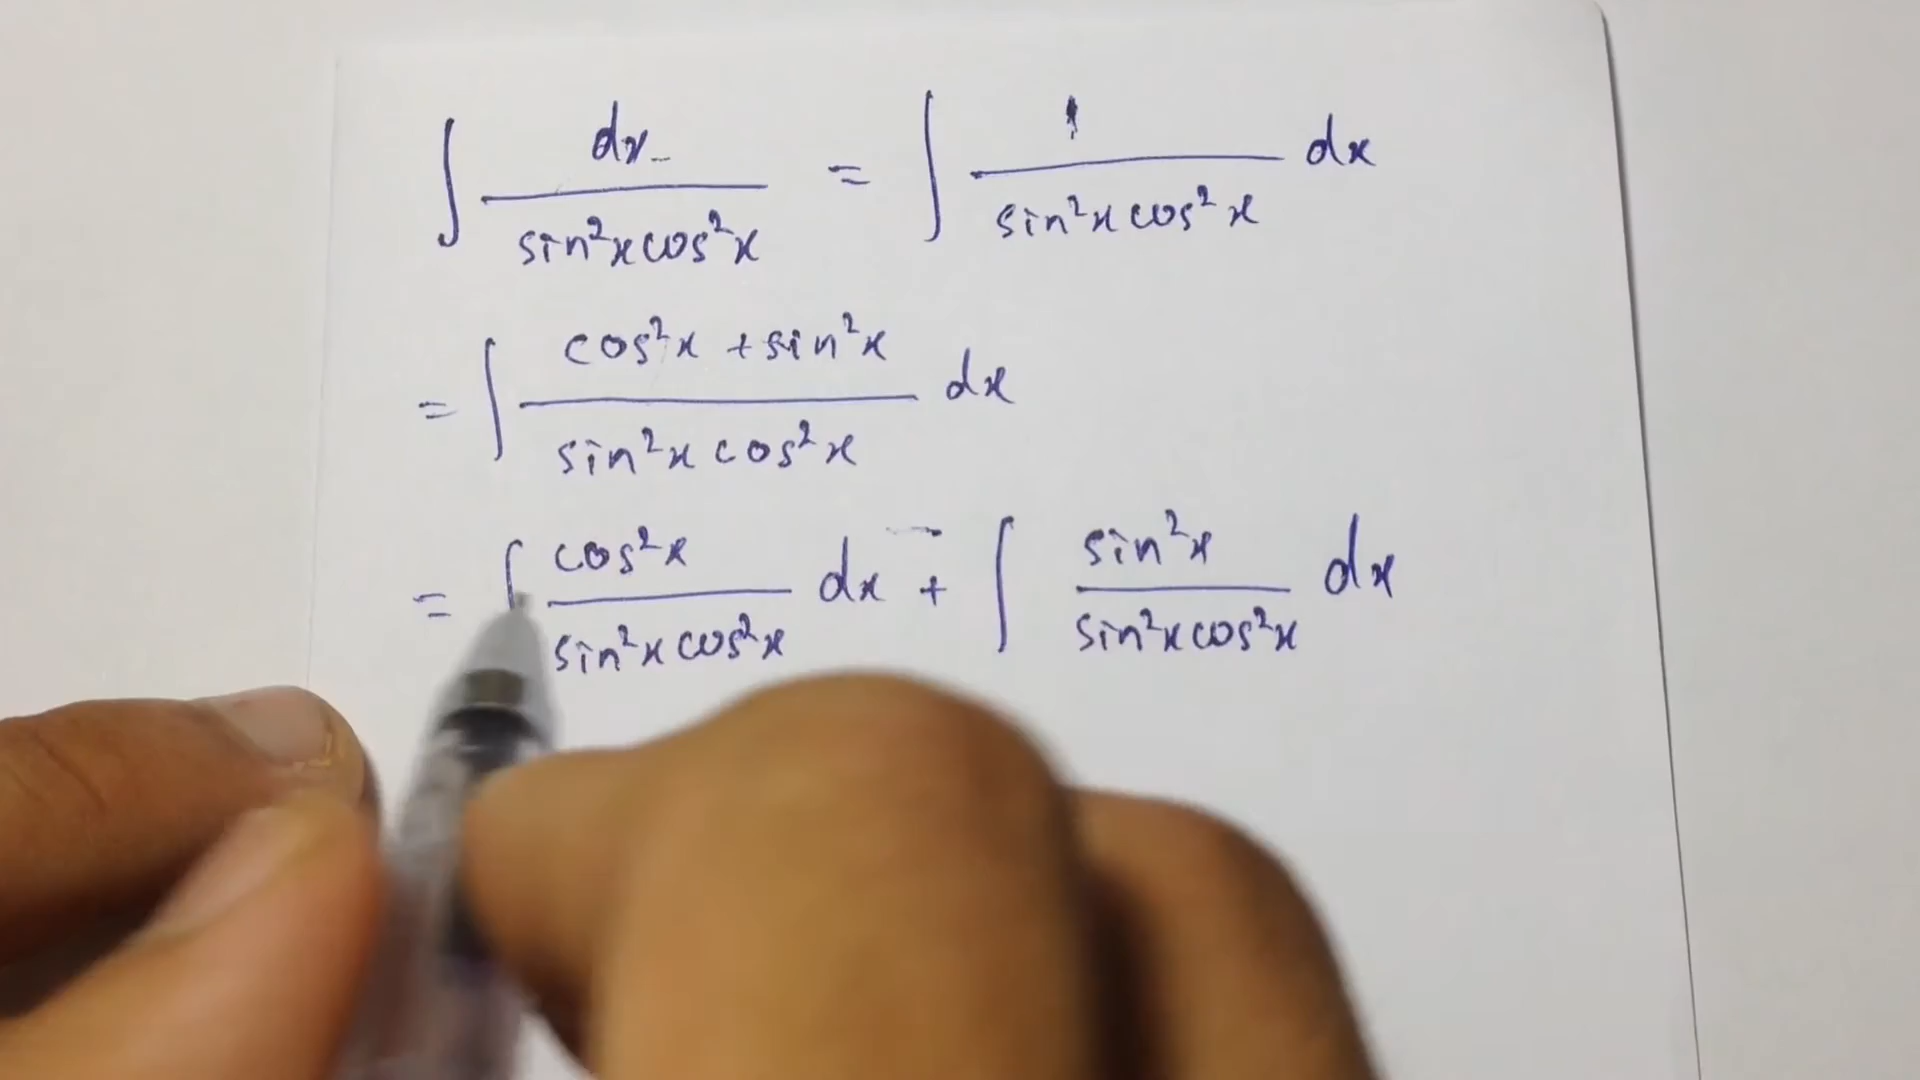 ∫ dx / sin²x cos²x = ∫ 1 / sin²x cos²x dx
= ∫ cos²x + sin²x / sin²x cos²x dx
= ∫ cos²x / sin²x cos²x dx + ∫ sin²x / sin²x cos²x dx